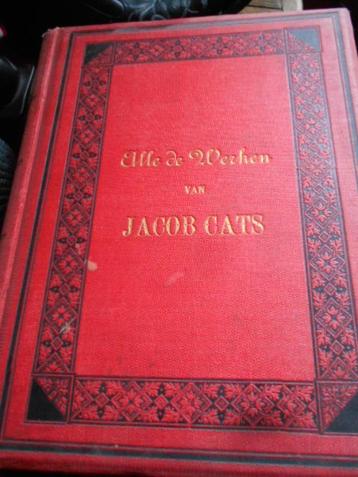 Alle de Werken
VAN
JACOB CATS